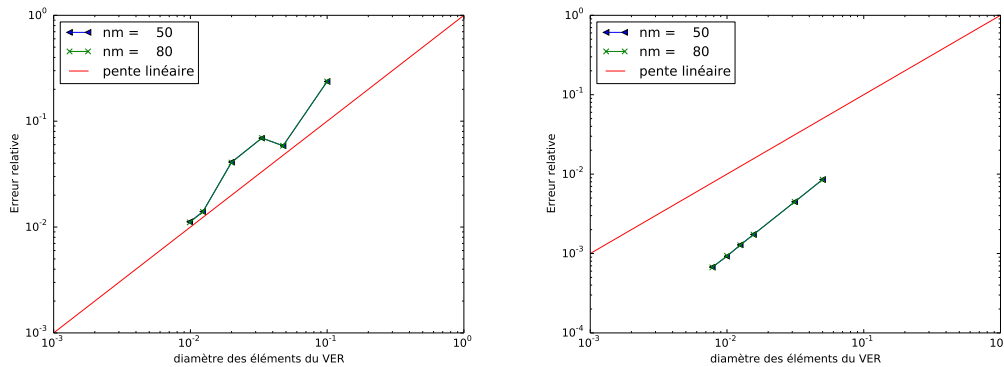 10^0
10^-1
10^-2
10^-3
10^-3 10^-2 10^-1 10^0
Erreur relative
diamètre des éléments du VER
nm = 50
nm = 80
pente linéaire
10^0
10^-1
10^-2
10^-3
10^-4
10^-3 10^-2 10^-1 10
Erreur relative
diamètre des éléments du VER
nm = 50
nm = 80
pente linéaire